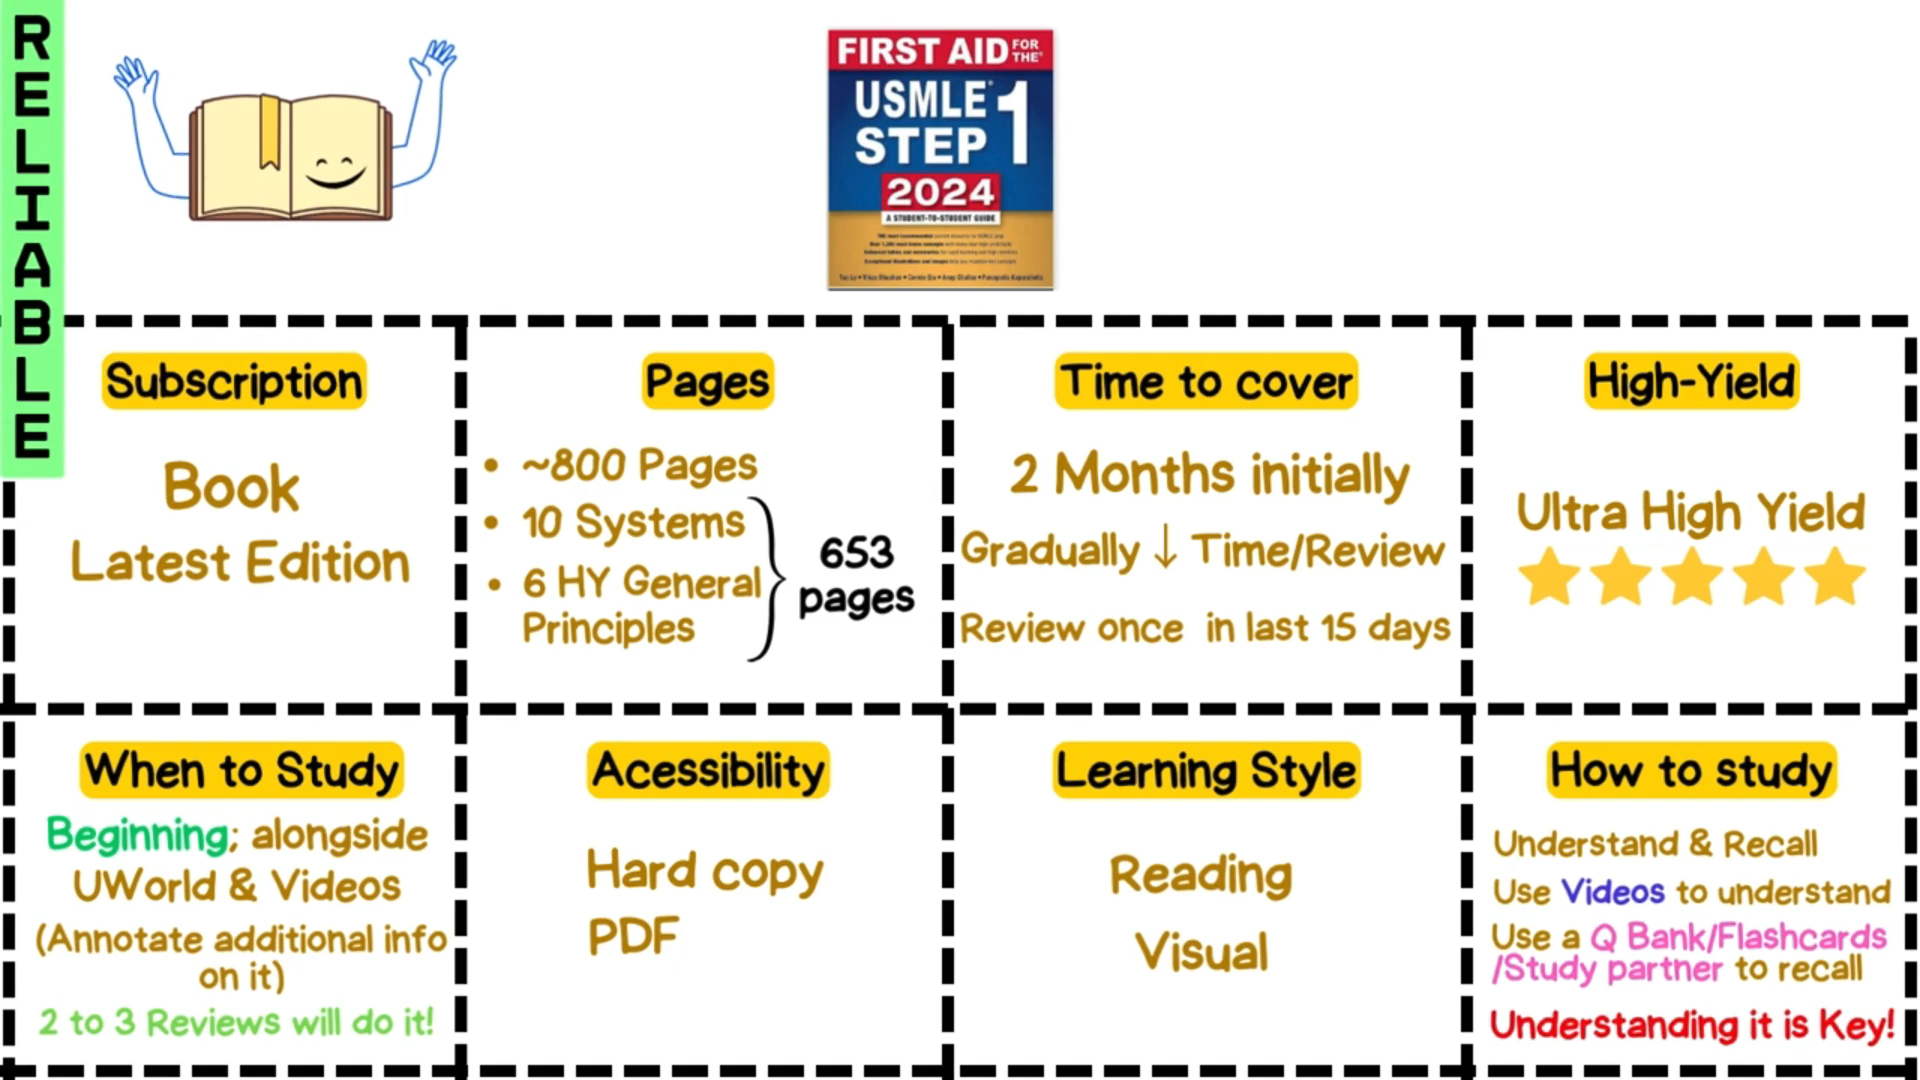 RELIABLE
FIRST AID FOR THE
USMLE
STEP 1
2024
A STUDENT-TO-STUDENT GUIDE
Subscription
Book
Latest Edition
Pages
• ~800 Pages
• 10 Systems
• 6 HY General
Principles
653
pages
Time to cover
2 Months initially
Gradually ↓ Time/Review
Review once in last 15 days
High-Yield
Ultra High Yield
When to Study
Beginning; alongside
UWorld & Videos
(Annotate additional info
on it)
2 to 3 Reviews will do it!
Acessibility
Hard copy
PDF
Learning Style
Reading
Visual
How to study
Understand & Recall
Use Videos to understand
Use a Q Bank/Flashcards
/Study partner to recall
Understanding it is Key!